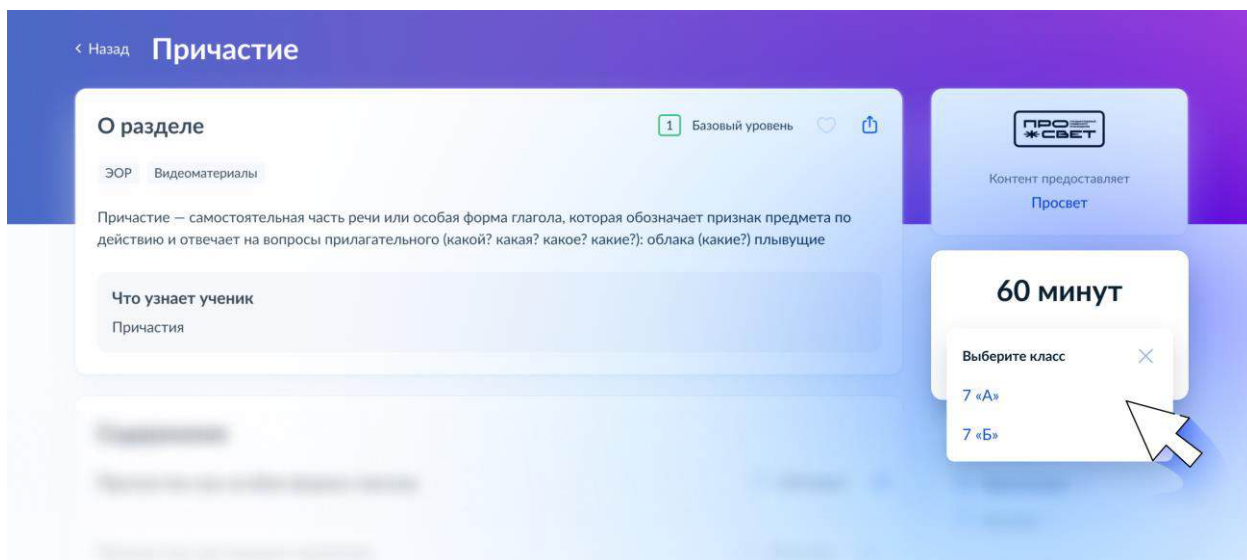 Назад Причастие
О разделе
1 Базовый уровень
ЭОР Видеоматериалы
Причастие — самостоятельная часть речи или особая форма глагола, которая обозначает признак предмета по
действию и отвечает на вопросы прилагательного (какой? какая? какое? какие?): облака (какие?) плывущие
Что узнает ученик
Причастия
ПРО
СВЕТ
Контент предоставляет
Просвет
60 минут
Выберите класс
7 «А»
7 «Б»